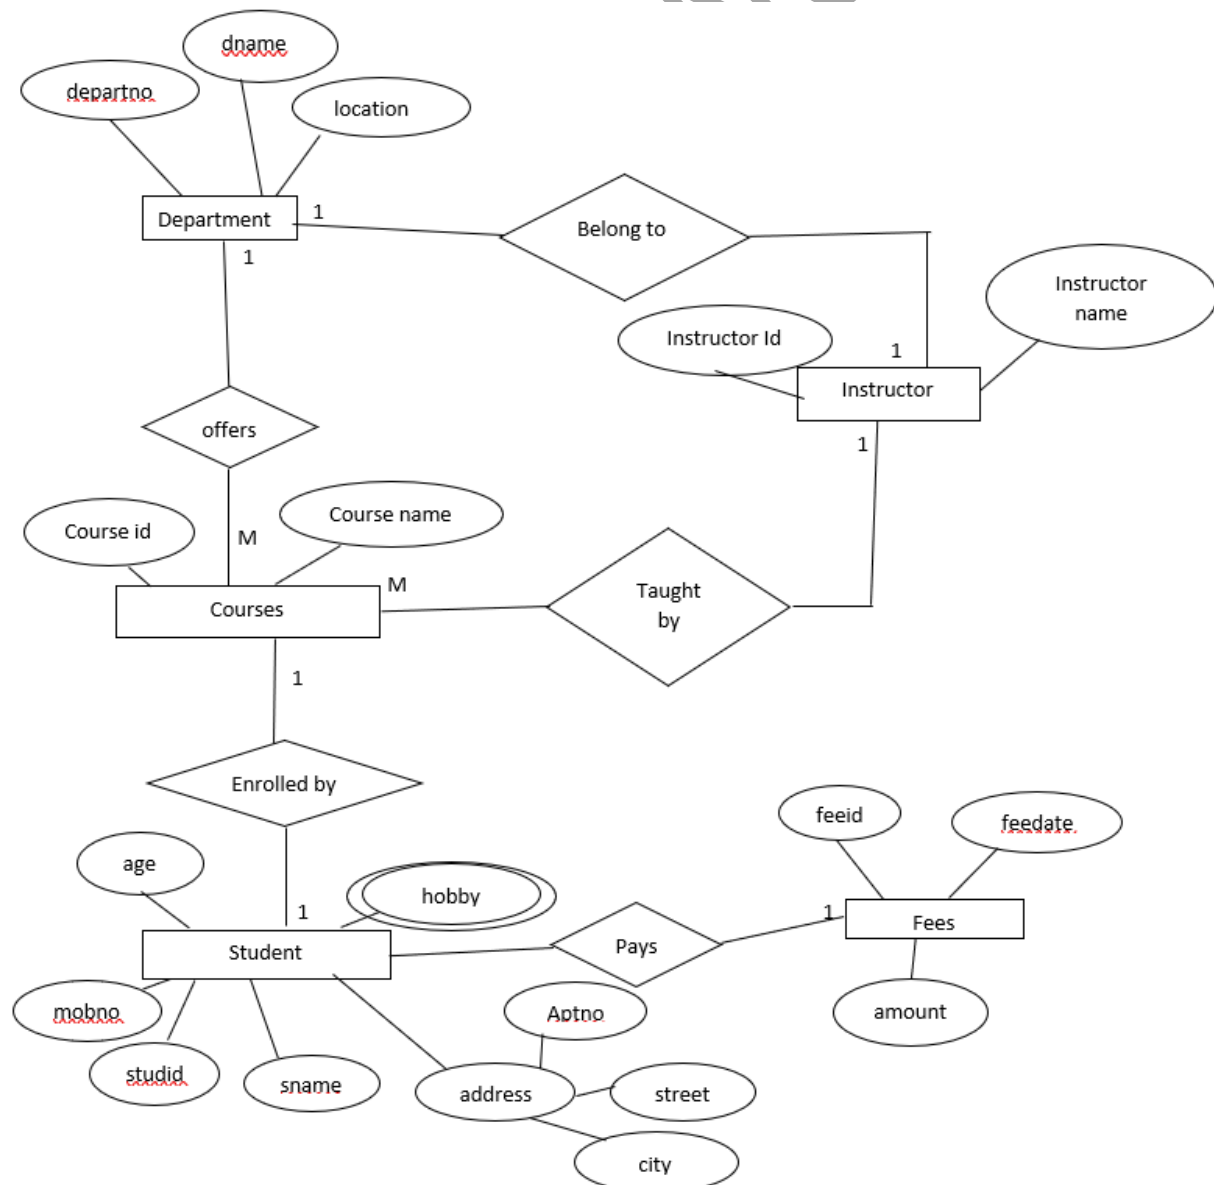 dname
departno
location
Department
1
Belong to
1
Instructor
name
Instructor Id
1
Instructor
1
offers
Course name
Course id
M
M
Taught
by
Courses
1
Enrolled by
feeid
feedate
age
hobby
1
1
Fees
Student
Pays
mobno
Aptno
amount
studid
sname
address
street
city